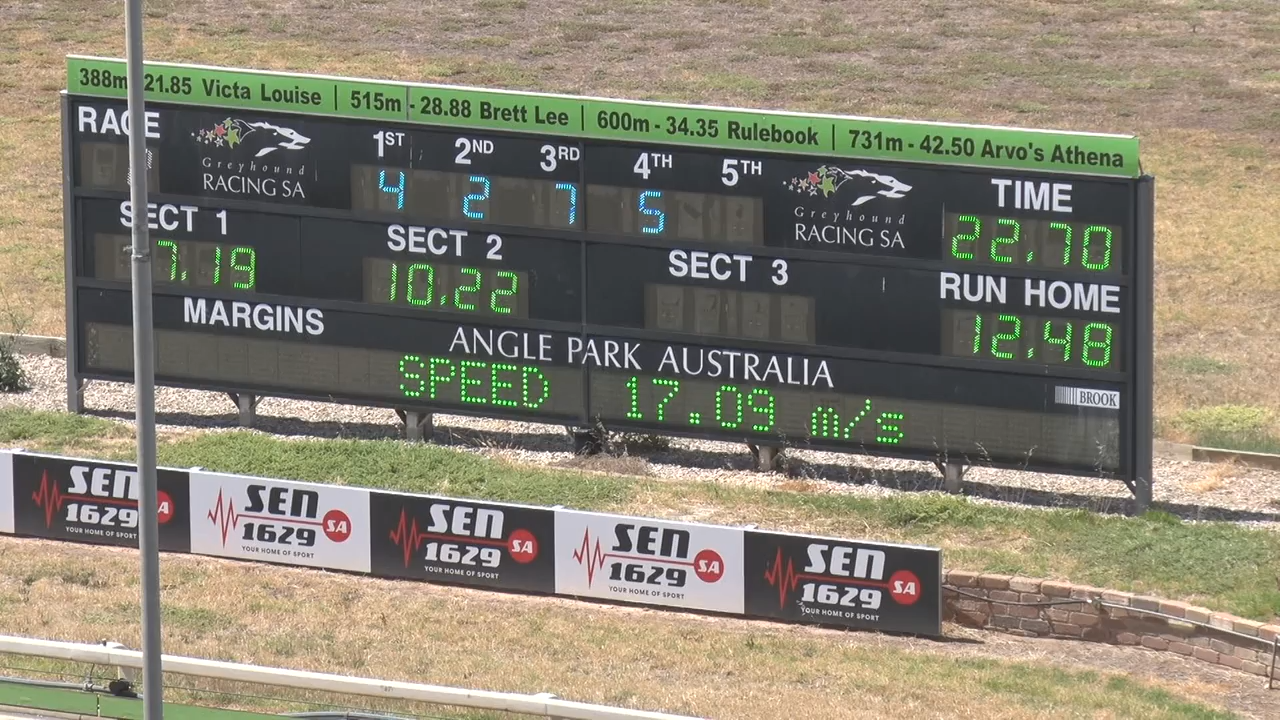 388m 21.85 Victa Louise | 515m - 28.88 Brett Lee | 600m - 34.35 Rulebook | 731m - 42.50 Arvo's Athena
RACE
Greyhound
RACING SA
1ST 2ND 3RD 4TH 5TH
4 2 7 5
Greyhound
RACING SA
TIME
22.70
SECT 1
7.19
SECT 2
10.22
SECT 3
RUN HOME
12.48
MARGINS
ANGLE PARK AUSTRALIA
SPEED 17.09 m/s
BROOK
SEN
1629 SA
YOUR HOME OF SPORT
SEN
1629 SA
YOUR HOME OF SPORT
SEN
1629 SA
YOUR HOME OF SPORT
SEN
1629 SA
YOUR HOME OF SPORT
SEN
1629 SA
YOUR HOME OF SPORT